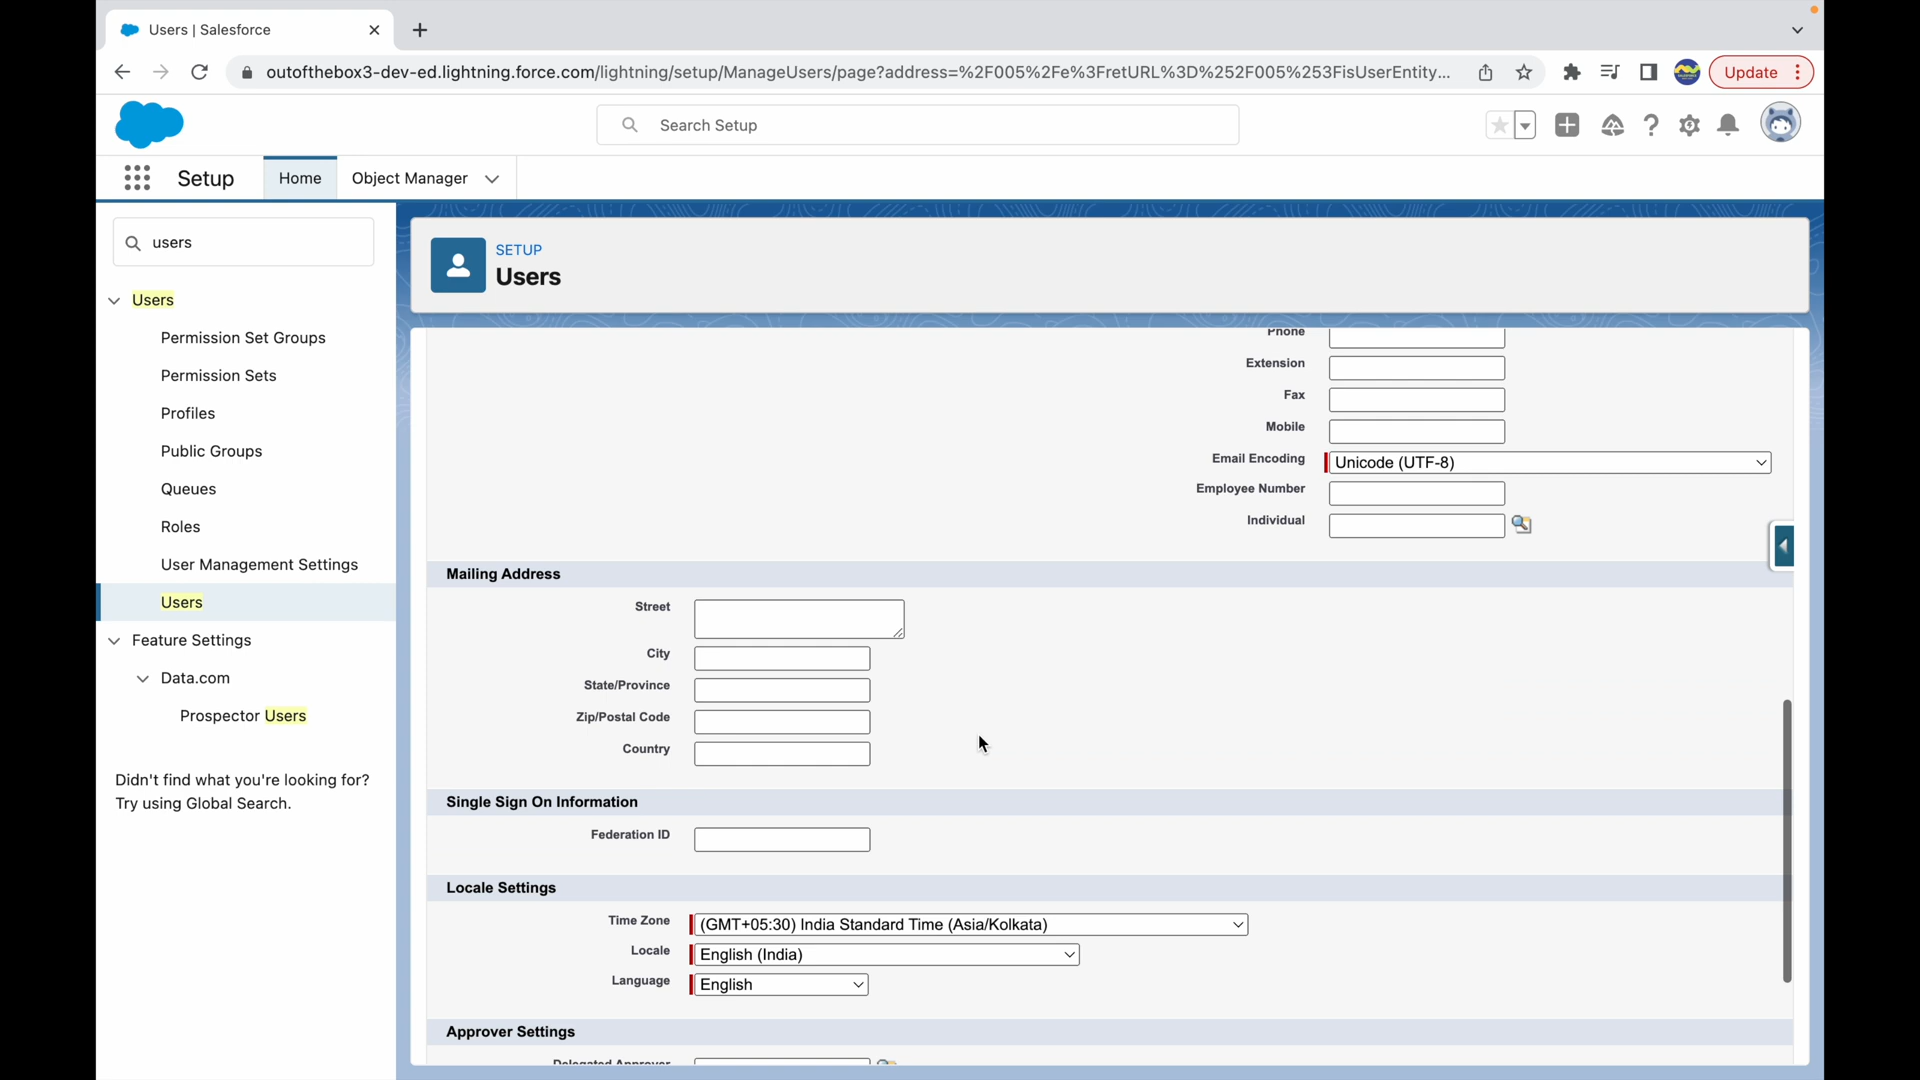 Users | Salesforce
outofthebox3-dev-ed.lightning.force.com/lightning/setup/ManageUsers/page?address=%2F005%2Fe%3FretURL%3D%252F005%253FisUserEntity...
Update
Search Setup
Setup
Home
Object Manager
users
Users
Permission Set Groups
Permission Sets
Profiles
Public Groups
Queues
Roles
User Management Settings
Users
Feature Settings
Data.com
Prospector Users
Didn't find what you're looking for?
Try using Global Search.
SETUP
Users
Phone
Extension
Fax
Mobile
Email Encoding Unicode (UTF-8)
Employee Number
Individual
Mailing Address
Street
City
State/Province
Zip/Postal Code
Country
Single Sign On Information
Federation ID
Locale Settings
Time Zone (GMT+05:30) India Standard Time (Asia/Kolkata)
Locale English (India)
Language English
Approver Settings
Delegated Approver